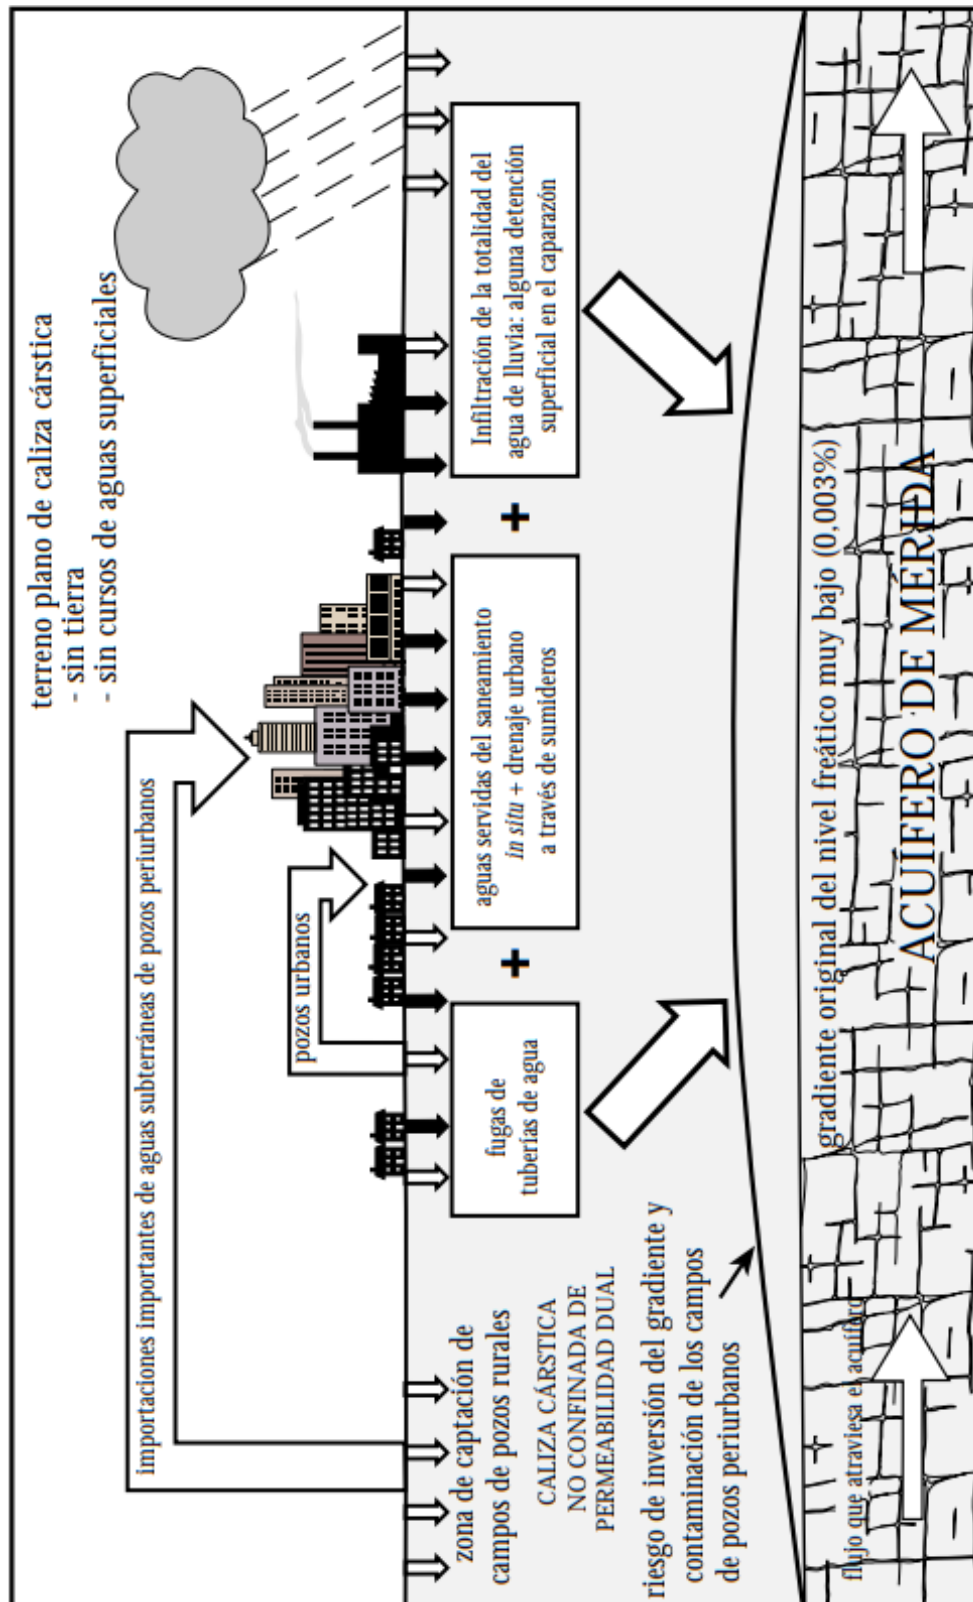 terreno plano de caliza cárstica
- sin tierra
- sin cursos de aguas superficiales
importaciones importantes de aguas subterráneas de pozos periurbanos
pozos urbanos
zona de captación de
campos de pozos rurales
CALIZA CÁRSTICA
NO CONFINADA DE
PERMEABILIDAD DUAL
fugas de
tuberías de agua
+
aguas servidas del saneamiento
in situ + drenaje urbano
a través de sumideros
+
Infiltración de la totalidad del
agua de lluvia: alguna detención
superficial en el caparazón
riesgo de inversión del gradiente y
contaminación de los campos
de pozos periurbanos
gradiente original del nivel freático muy bajo (0,003%)
flujo que atraviesa el acuífero
ACUÍFERO DE MÉRIDA